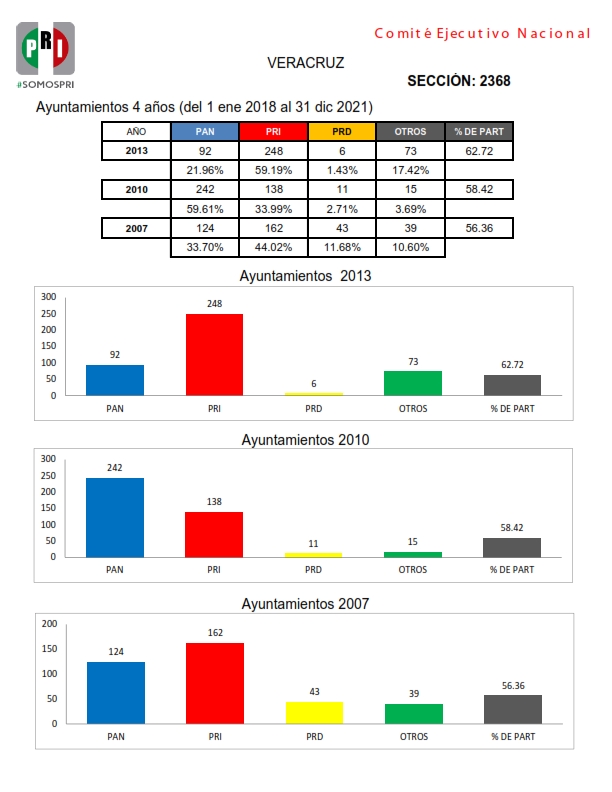 Comité Ejecutivo Nacional
PRI
#SOMOSPRI
VERACRUZ
SECCIÓN: 2368
Ayuntamientos 4 años (del 1 ene 2018 al 31 dic 2021)
AÑO PAN PRI PRD OTROS % DE PART
2013 92 248 6 73 62.72
21.96% 59.19% 1.43% 17.42%
2010 242 138 11 15 58.42
59.61% 33.99% 2.71% 3.69%
2007 124 162 43 39 56.36
33.70% 44.02% 11.68% 10.60%
Ayuntamientos 2013
300
250
200
150
100
50
0
92 248 6 73 62.72
PAN PRI PRD OTROS % DE PART
Ayuntamientos 2010
300
250
200
150
100
50
0
242 138 11 15 58.42
PAN PRI PRD OTROS % DE PART
Ayuntamientos 2007
200
150
100
50
0
124 162 43 39 56.36
PAN PRI PRD OTROS % DE PART